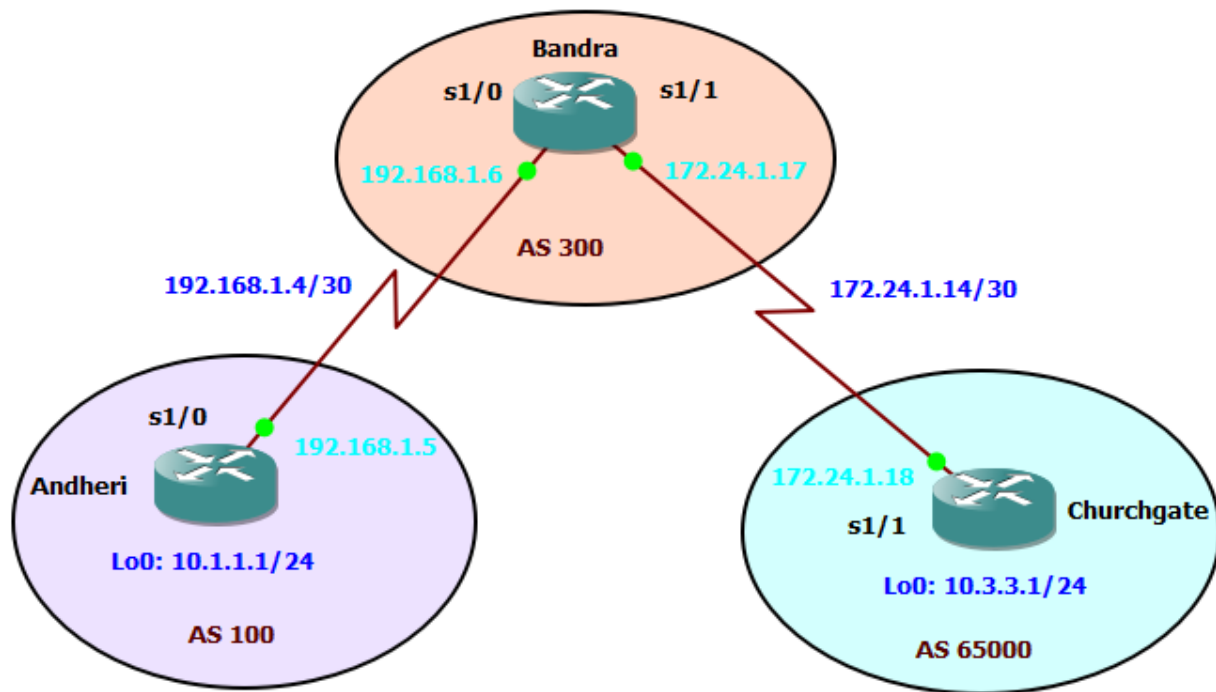 Bandra
s1/0
s1/1
192.168.1.6
172.24.1.17
AS 300
192.168.1.4/30
172.24.1.14/30
s1/0
192.168.1.5
Andheri
Lo0: 10.1.1.1/24
AS 100
172.24.1.18
s1/1
Churchgate
Lo0: 10.3.3.1/24
AS 65000